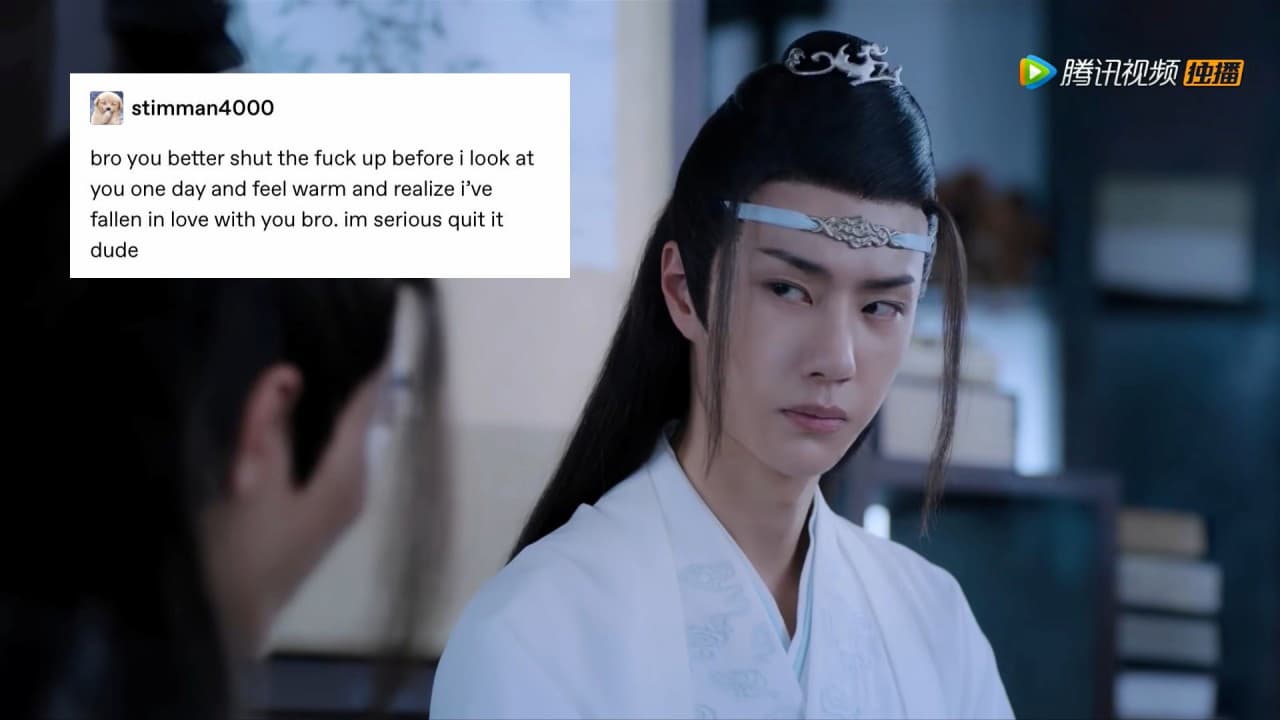 stimman4000
bro you better shut the fuck up before i look at
you one day and feel warm and realize i’ve
fallen in love with you bro. im serious quit it
dude
腾讯视频 独播